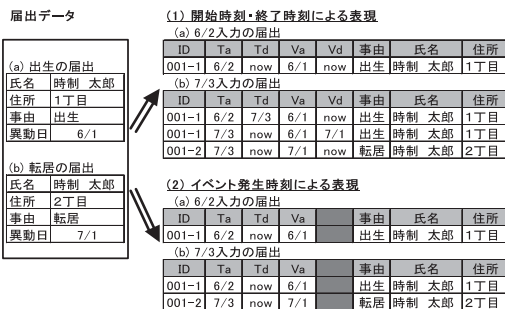 届出データ
(a) 出生の届出
氏名 時制 太郎
住所 1丁目
事由 出生
異動日 6/1
(b) 転居の届出
氏名 時制 太郎
住所 2丁目
事由 転居
異動日 7/1
(1) 開始時刻・終了時刻による表現
(a) 6/2入力の届出
ID Ta Td Va Vd 事由 氏名 住所
001-1 6/2 now 6/1 now 出生 時制 太郎 1丁目
(b) 7/3入力の届出
ID Ta Td Va Vd 事由 氏名 住所
001-1 6/2 7/3 6/1 now 出生 時制 太郎 1丁目
001-1 7/3 now 6/1 7/1 出生 時制 太郎 1丁目
001-2 7/3 now 7/1 now 転居 時制 太郎 2丁目
(2) イベント発生時刻による表現
(a) 6/2入力の届出
ID Ta Td Va 事由 氏名 住所
001-1 6/2 now 6/1 出生 時制 太郎 1丁目
(b) 7/3入力の届出
ID Ta Td Va 事由 氏名 住所
001-1 6/2 now 6/1 出生 時制 太郎 1丁目
001-2 7/3 now 7/1 転居 時制 太郎 2丁目